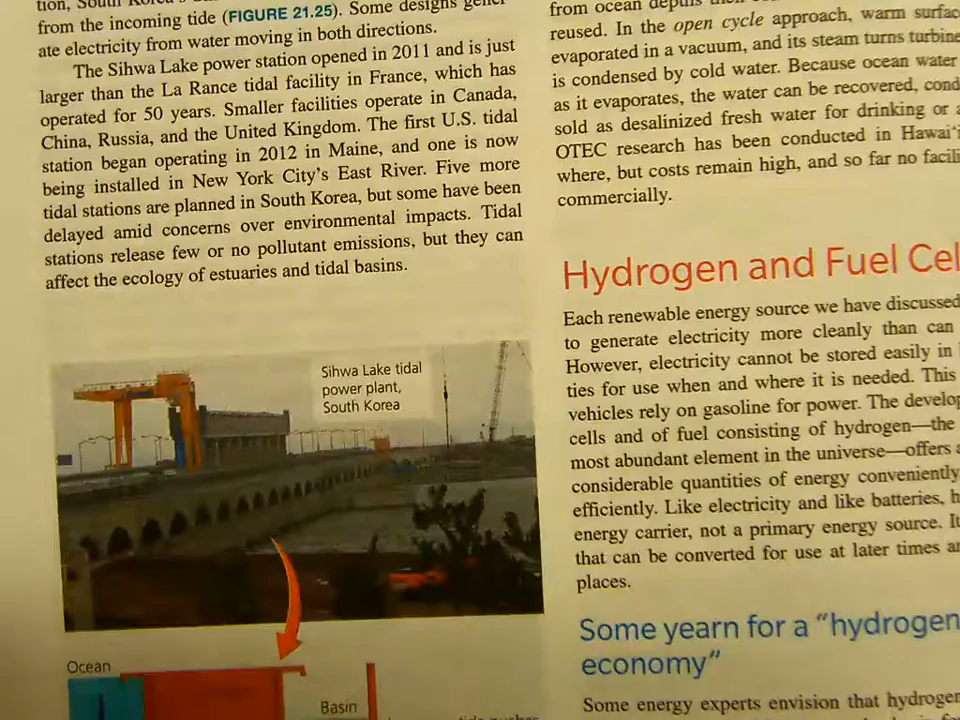 tion, South Korea's
from the incoming tide (FIGURE 21.25). Some designs gener-
ate electricity from water moving in both directions.
The Sihwa Lake power station opened in 2011 and is just
larger than the La Rance tidal facility in France, which has
operated for 50 years. Smaller facilities operate in Canada,
China, Russia, and the United Kingdom. The first U.S. tidal
station began operating in 2012 in Maine, and one is now
being installed in New York City's East River. Five more
tidal stations are planned in South Korea, but some have been
delayed amid concerns over environmental impacts. Tidal
stations release few or no pollutant emissions, but they can
affect the ecology of estuaries and tidal basins.
Sihwa Lake tidal
power plant,
South Korea
Ocean
Basin
from ocean depths
reused. In the open cycle approach, warm surfac
evaporated in a vacuum, and its steam turns turbine
is condensed by cold water. Because ocean water
as it evaporates, the water can be recovered, cond
sold as desalinized fresh water for drinking or
OTEC research has been conducted in Hawai'i
where, but costs remain high, and so far no facili
commercially.
Hydrogen and Fuel Cel
Each renewable energy source we have discussed
to generate electricity more cleanly than can
However, electricity cannot be stored easily in
ties for use when and where it is needed. This
vehicles rely on gasoline for power. The develop
cells and of fuel consisting of hydrogen—the
most abundant element in the universe—offers
considerable quantities of energy conveniently
efficiently. Like electricity and like batteries, h
energy carrier, not a primary energy source. It
that can be converted for use at later times an
places.
Some yearn for a "hydrogen
economy"
Some energy experts envision that hydrogen